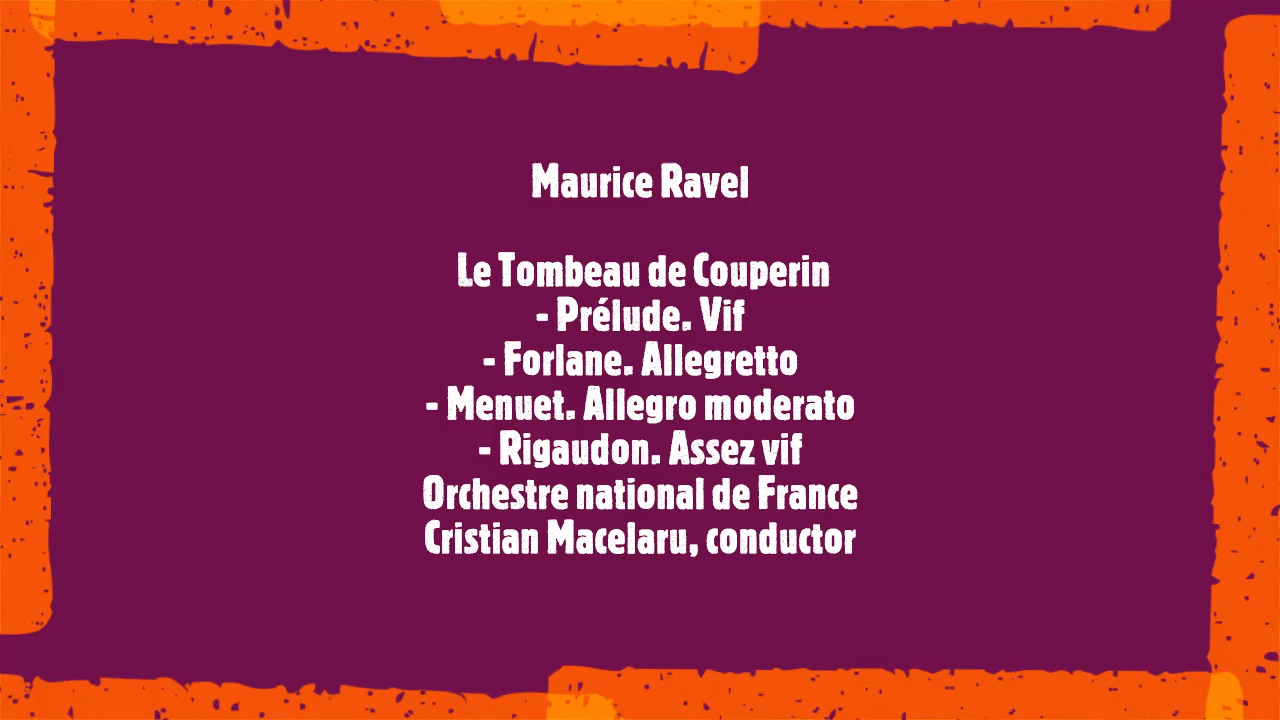 Maurice Ravel
Le Tombeau de Couperin
- Prélude. Vif
- Forlane. Allegretto
- Menuet. Allegro moderato
- Rigaudon. Assez vif
Orchestre national de France
Cristian Macelaru, conductor